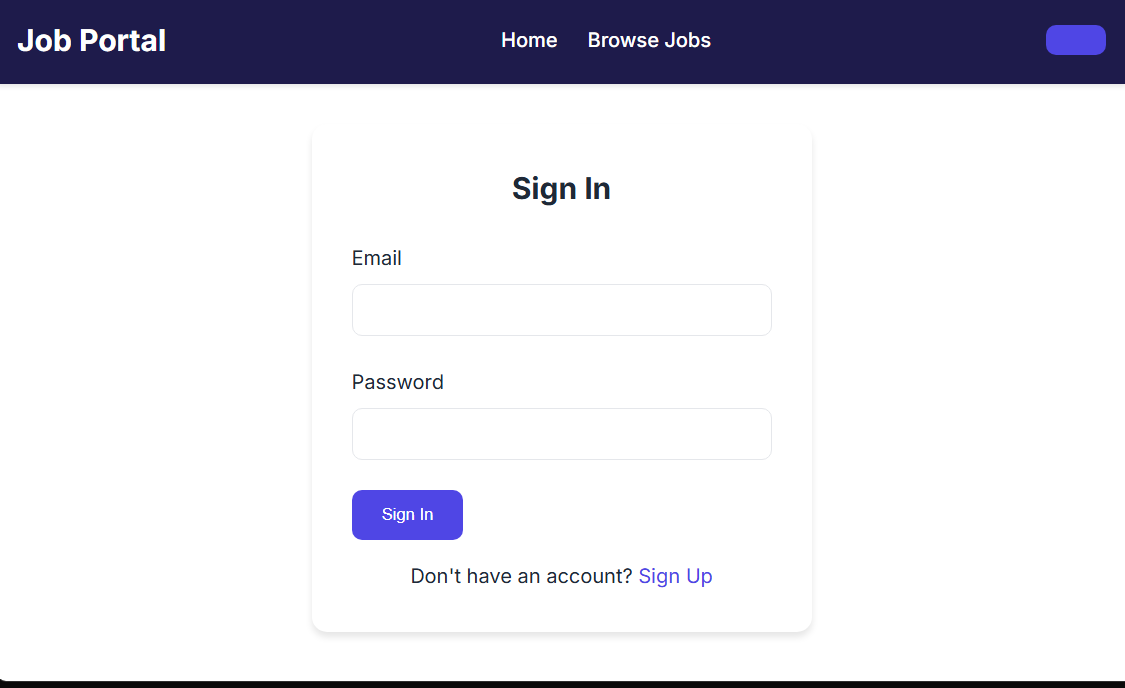 Job Portal
Home
Browse Jobs
Sign In
Email
Password
Sign In
Don't have an account? Sign Up